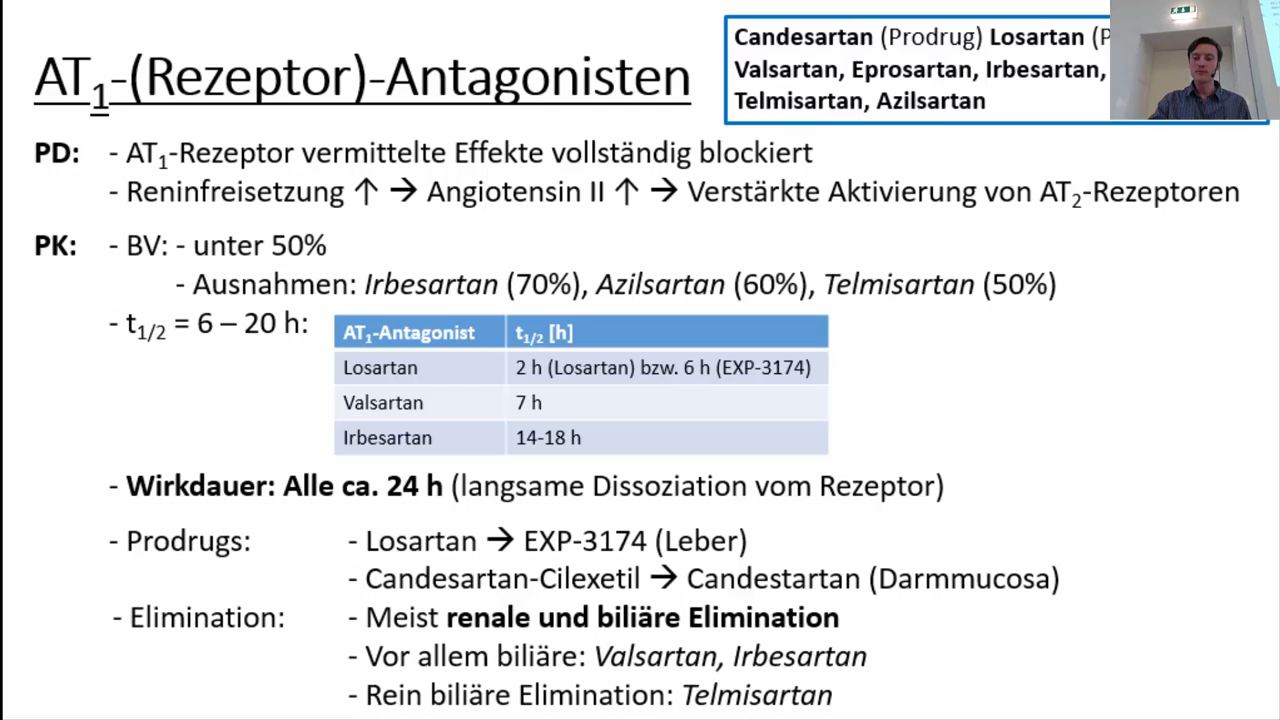 AT1-(Rezeptor)-Antagonisten
Candesartan (Prodrug) Losartan (P
Valsartan, Eprosartan, Irbesartan,
Telmisartan, Azilsartan
PD: - AT1-Rezeptor vermittelte Effekte vollständig blockiert
- Reninfreisetzung ↑ → Angiotensin II ↑ → Verstärkte Aktivierung von AT2-Rezeptoren
PK: - BV: - unter 50%
- Ausnahmen: Irbesartan (70%), Azilsartan (60%), Telmisartan (50%)
- t1/2 = 6 – 20 h:
AT1-Antagonist t1/2 [h]
Losartan 2 h (Losartan) bzw. 6 h (EXP-3174)
Valsartan 7 h
Irbesartan 14-18 h
- Wirkdauer: Alle ca. 24 h (langsame Dissoziation vom Rezeptor)
- Prodrugs: - Losartan → EXP-3174 (Leber)
- Candesartan-Cilexetil → Candestartan (Darmmucosa)
- Elimination: - Meist renale und biliäre Elimination
- Vor allem biliäre: Valsartan, Irbesartan
- Rein biliäre Elimination: Telmisartan